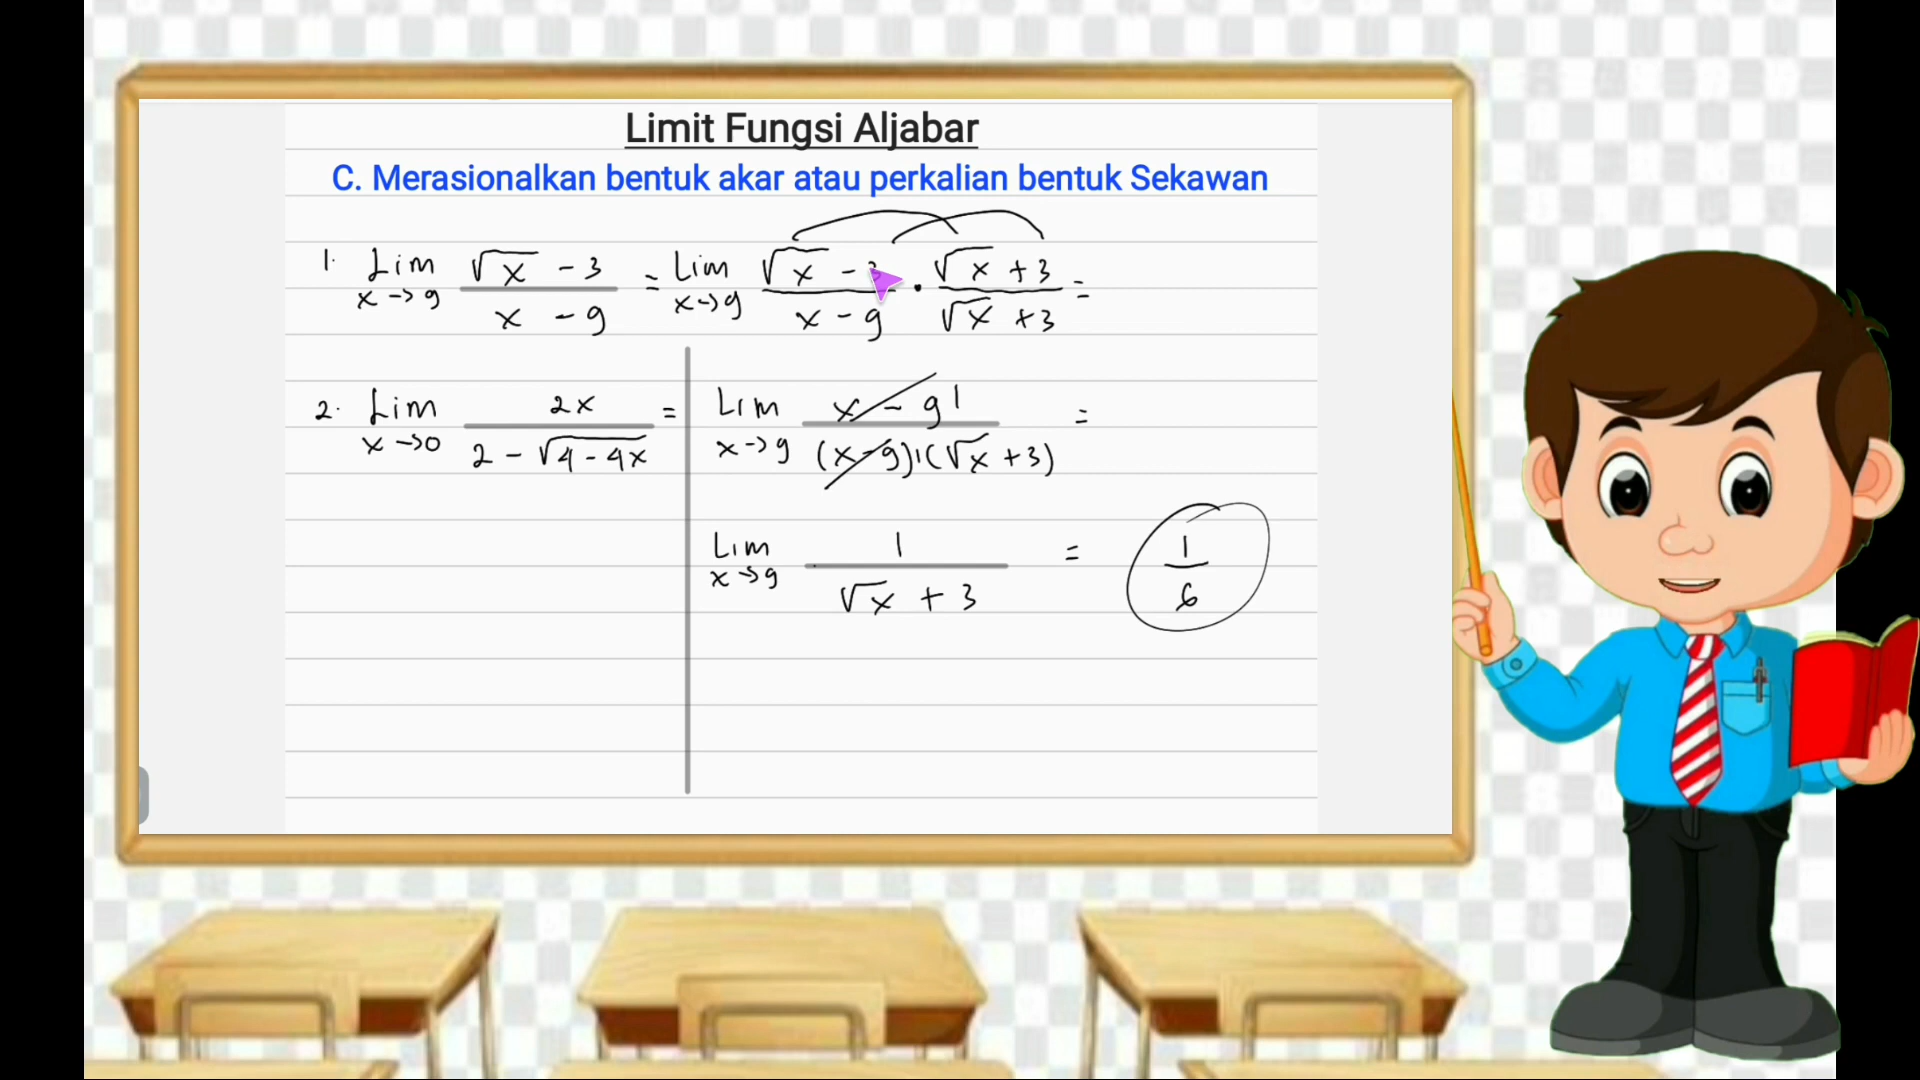 Limit Fungsi Aljabar
C. Merasionalkan bentuk akar atau perkalian bentuk Sekawan
1. Lim x→9 (√x - 3)/(x - 9) = Lim x→9 (√x - 3)/(x - 9) · (√x + 3)/(√x + 3) =
2. Lim x→0 2x/(2 - √(4 - 4x)) =
Lim x→9 (x - 9) 1/((x - 9) 1 (√x + 3)) =
Lim x→9 1/(√x + 3) = 1/6